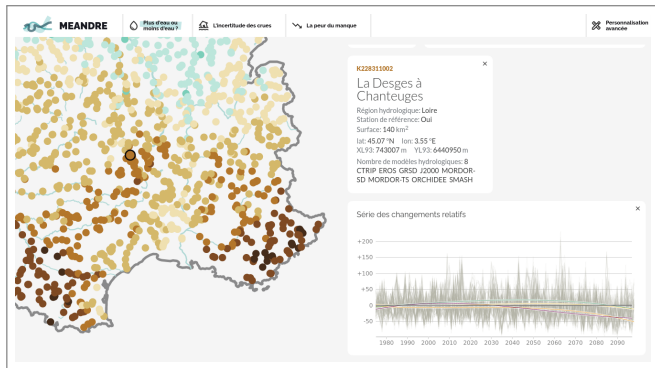 MEANDRE
Plus d'eau ou
moins d'eau ?
L'incertitude des crues
La peur du manque
Personnalisation
avancée
K228311002
La Desges à
Chanteuges
Région hydrologique: Loire
Station de référence: Oui
Surface: 140 km²
lat: 45.07 °N lon: 3.55 °E
XL93: 743007 m YL93: 6440950 m
Nombre de modèles hydrologiques: 8
CTRIP EROS GRSD J2000 MORDOR-
SD MORDOR-TS ORCHIDEE SMASH
Série des changements relatifs
+200
+150
+100
+50
0
-50
1980 1990 2000 2010 2020 2030 2040 2050 2060 2070 2080 2090